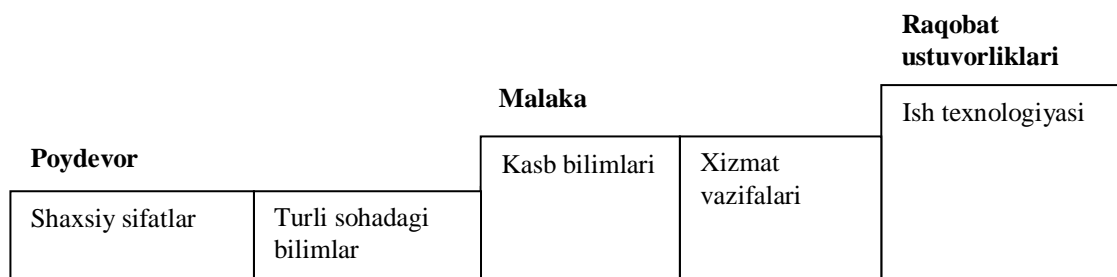 Raqobat
ustuvorliklari
Malaka
Ish texnologiyasi
Poydevor
Kasb bilimlari
Xizmat
vazifalari
Shaxsiy sifatlar
Turli sohadagi
bilimlar